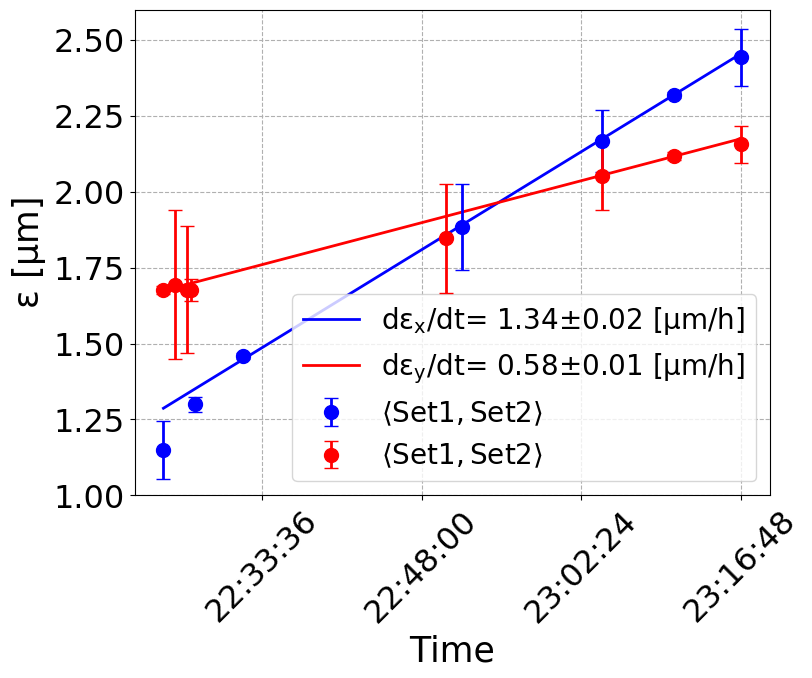 2.50
2.25
2.00
1.75
1.50
1.25
1.00
ε [μm]
dεx/dt= 1.34±0.02 [μm/h]
dεy/dt= 0.58±0.01 [μm/h]
⟨Set1, Set2⟩
⟨Set1, Set2⟩
22:33:36
22:48:00
23:02:24
23:16:48
Time